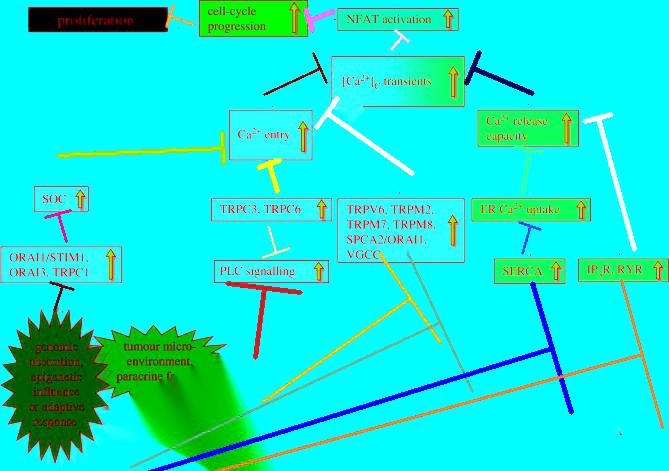 proliferation
cell-cycle
progression
NFAT activation
[Ca²⁺]c transients
Ca²⁺ entry
Ca²⁺ release
capacity
SOC
TRPC3, TRPC6
TRPV6, TRPM2,
TRPM7, TRPM8,
SPCA2/ORAI1,
VGCC
ER Ca²⁺ uptake
ORAI1/STIM1,
ORAI3, TRPC1
PLC signalling
SERCA
IP₃R, RYR
genomic
aberration,
epigenetic
influence
or adaptive
response
tumour micro-
environment,
paracrine